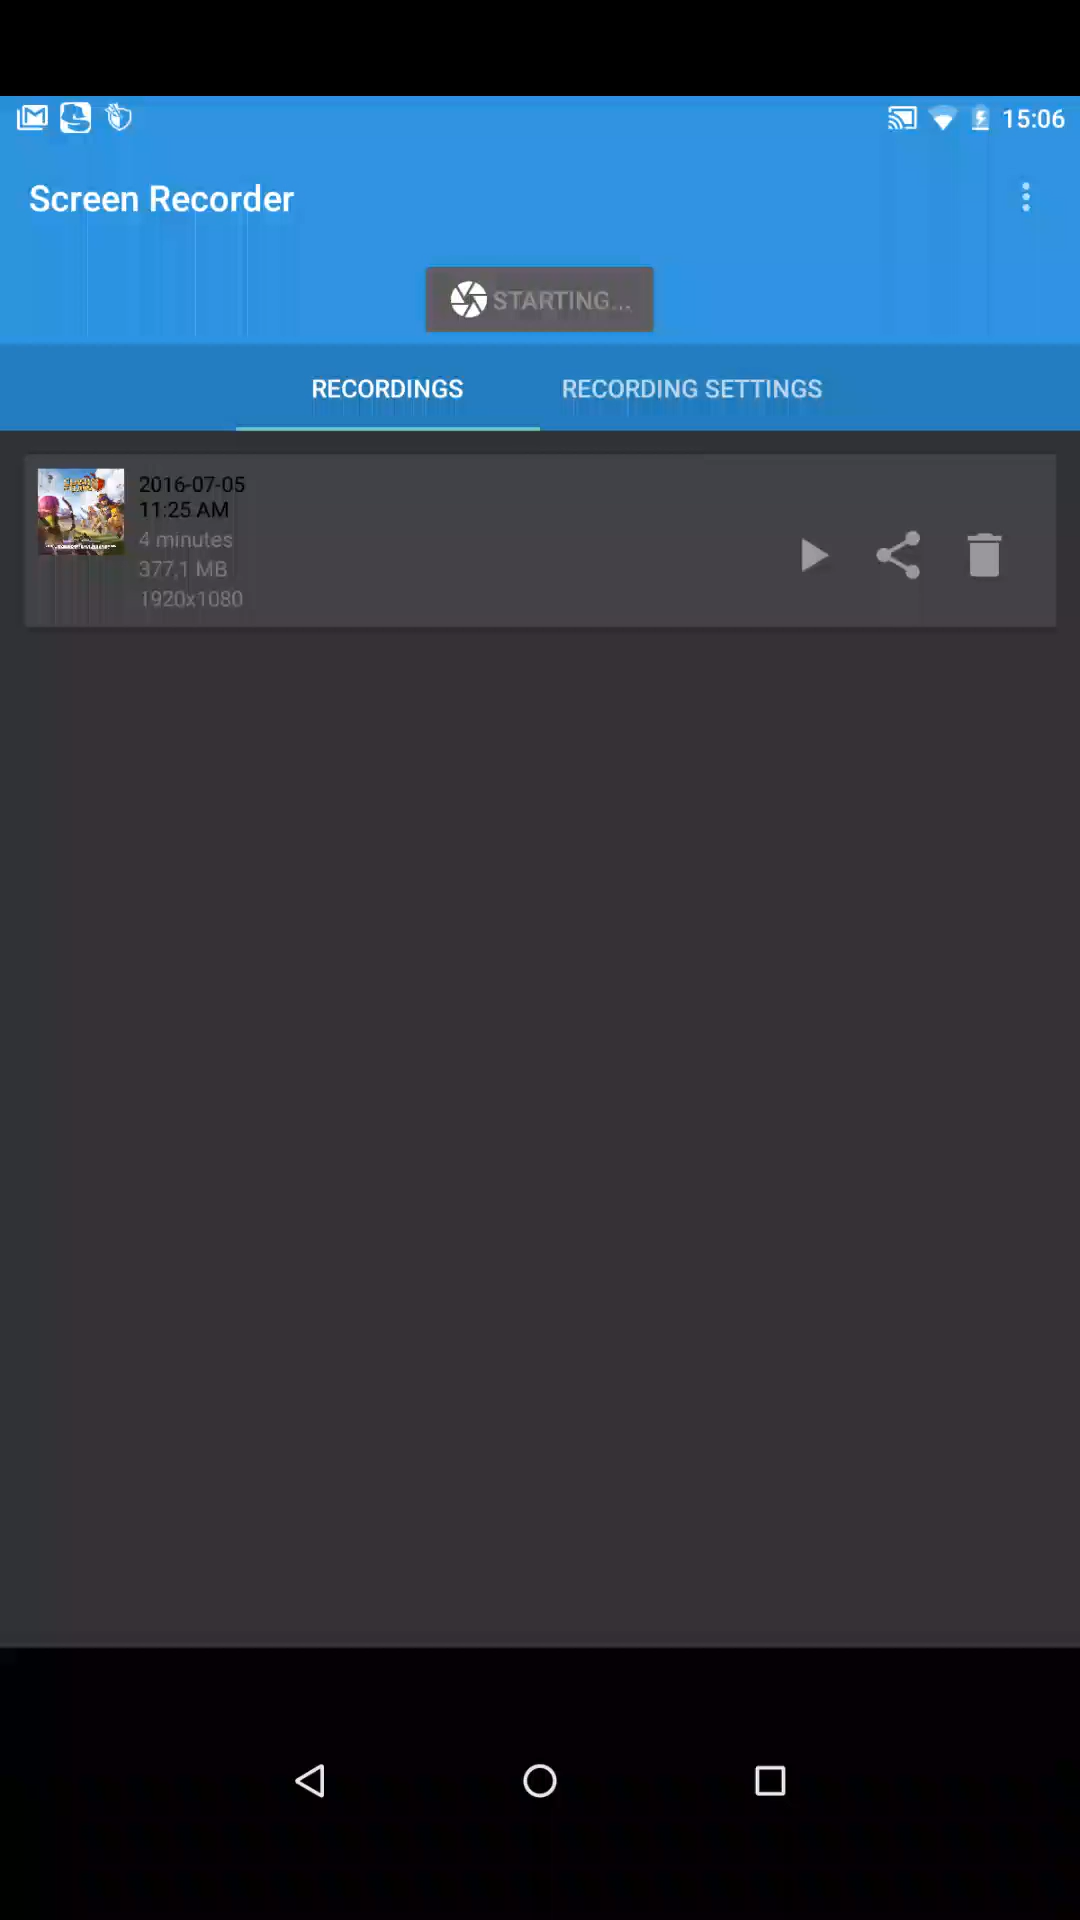 15:06
Screen Recorder
STARTING...
RECORDINGS
RECORDING SETTINGS
2016-07-05
11:25 AM
4 minutes
377,1 MB
1920x1080